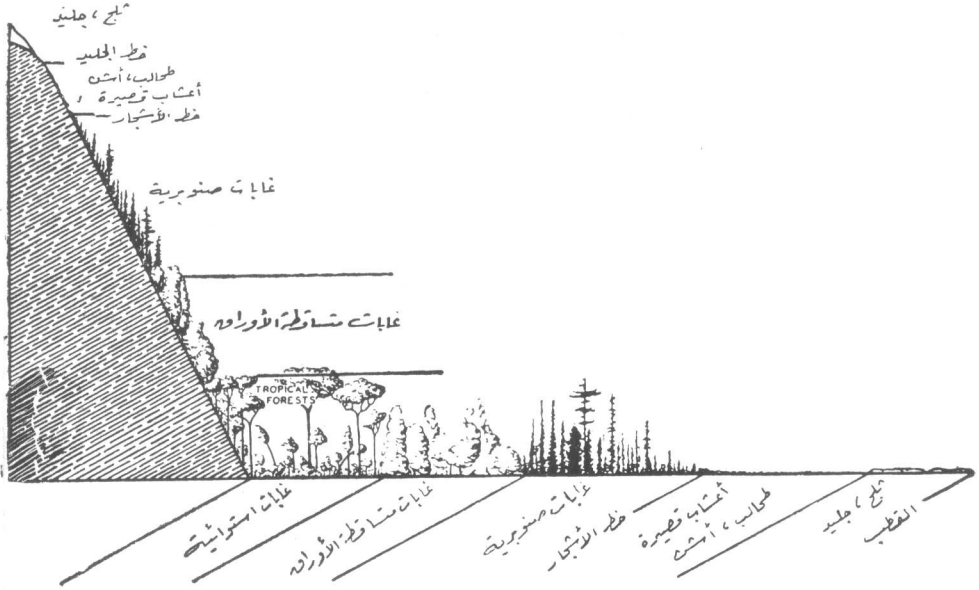 ثلج ، جليد
خط الجليد
طحالب، أشن
أعشاب قصيرة
خط الأشجار
غابات صنوبرية
غابات متساقطة الأوراق
TROPICAL
FORESTS
غابات استوائية
غابات متساقطة الأوراق
غابات صنوبرية
خط الأشجار
أعشاب قصيرة
طحالب ، أشن
ثلج ، جليد
القطب